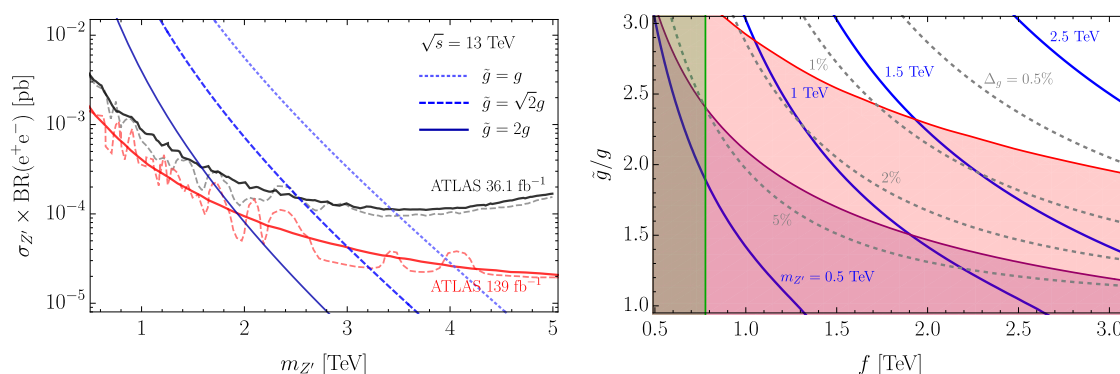 10⁻²
10⁻³
10⁻⁴
10⁻⁵
σ_Z′ × BR(e⁺e⁻) [pb]
√s = 13 TeV
g̃ = g
g̃ = √2g
g̃ = 2g
ATLAS 36.1 fb⁻¹
ATLAS 139 fb⁻¹
1 2 3 4 5
m_Z′ [TeV]
3.0
2.5
2.0
1.5
1.0
g̃/g
2.5 TeV
1%
1.5 TeV
Δ_g = 0.5%
1 TeV
2%
5%
m_Z′ = 0.5 TeV
0.5 1.0 1.5 2.0 2.5 3.0
f [TeV]